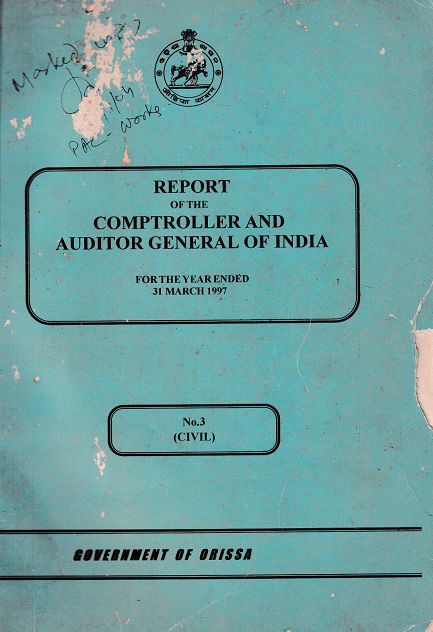 Marked
PAC - Works
REPORT
OF THE
COMPTROLLER AND
AUDITOR GENERAL OF INDIA
FOR THE YEAR ENDED
31 MARCH 1997
No.3
(CIVIL)
GOVERNMENT OF ORISSA